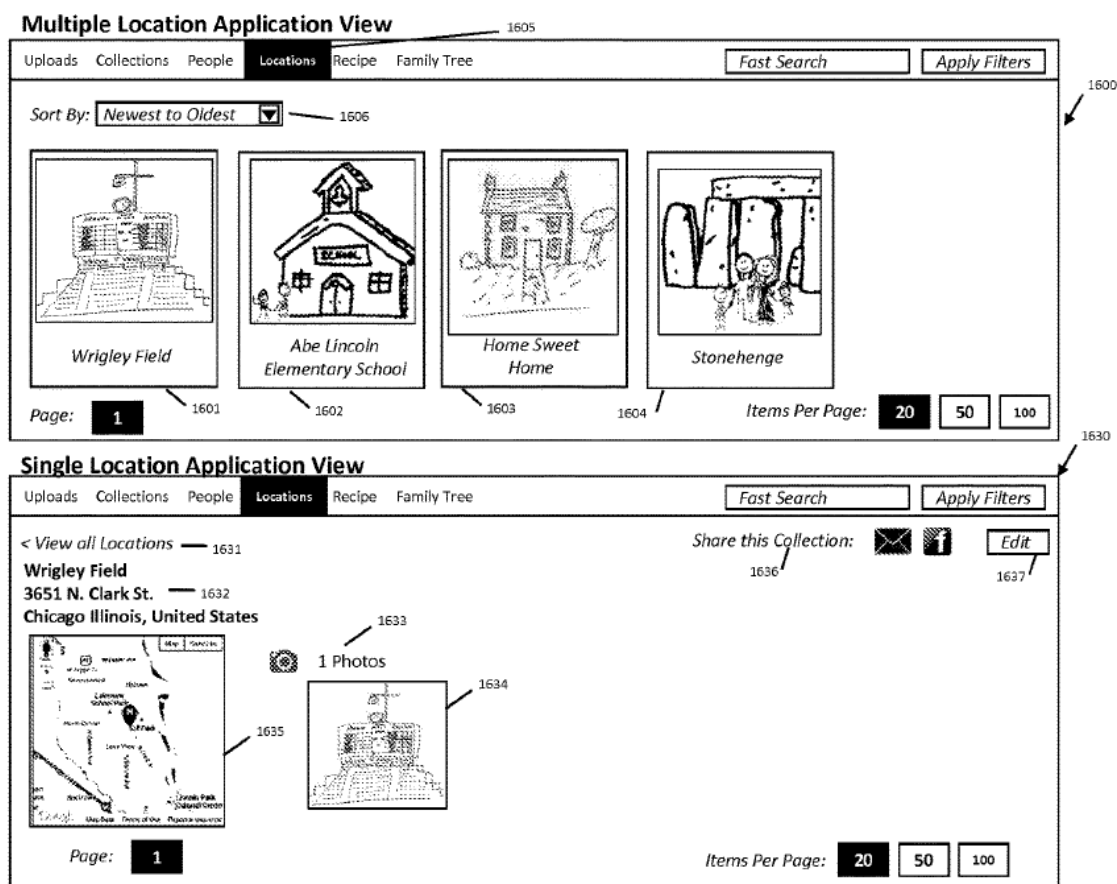 Multiple Location Application View
1605
Uploads Collections People Locations Recipe Family Tree Fast Search Apply Filters
1600
Sort By: Newest to Oldest 1606
SCHOOL
Wrigley Field
Abe Lincoln
Elementary School
Home Sweet
Home
Stonehenge
1601 1602 1603 1604
Page: 1 Items Per Page: 20 50 100
1630
Single Location Application View
Uploads Collections People Locations Recipe Family Tree Fast Search Apply Filters
< View all Locations 1631 Share this Collection: f Edit
1636 1637
Wrigley Field
3651 N. Clark St. 1632
Chicago Illinois, United States
1633
1 Photos
1634
Map
1635
Google
Page: 1 Items Per Page: 20 50 100